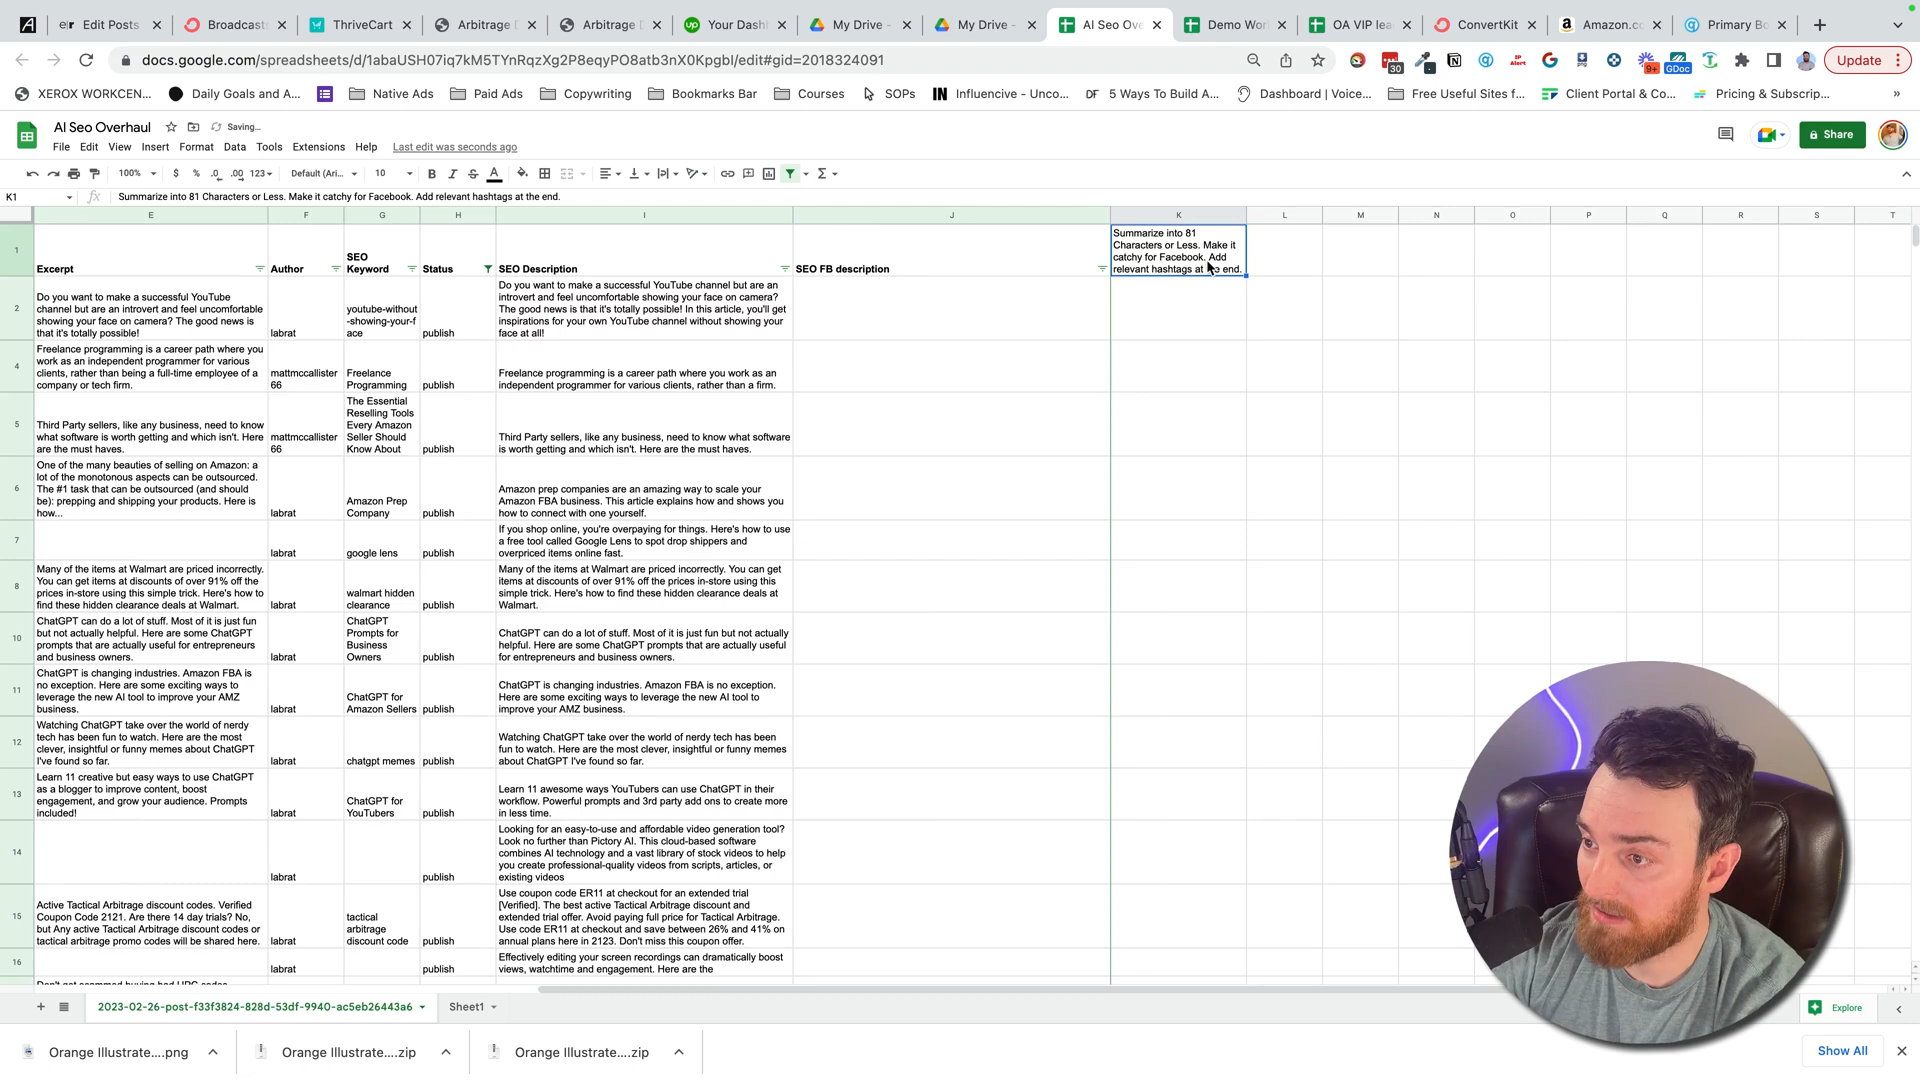 Edit Posts
Broadcasts
ThriveCart
Arbitrage D
Arbitrage D
Your Dash
My Drive -
My Drive -
AI Seo Ove
Demo Wor
OA VIP lea
ConvertKit
Amazon.co
Primary Bo
docs.google.com/spreadsheets/d/1abaUSH07iq7kM5TYnRqzXg2P8eqyPO8atb3nX0KpgbI/edit#gid=2018324091
30
9+
GDoc
Update
XEROX WORKCEN...
Daily Goals and A...
Native Ads
Paid Ads
Copywriting
Bookmarks Bar
Courses
SOPs
IN Influencive - Unco...
DF 5 Ways To Build A...
Dashboard | Voice...
Free Useful Sites f...
Client Portal & Co...
Pricing & Subscrip...
»
AI Seo Overhaul
Saving...
File Edit View Insert Format Data Tools Extensions Help Last edit was seconds ago
Share
100% $ % .0 .00 123 Default (Ari... 10 B I S A
K1
fx Summarize into 81 Characters or Less. Make it catchy for Facebook. Add relevant hashtags at the end.
E F G H I J K L M N O P Q R S T
1
Excerpt
Author
SEO
Keyword
Status
SEO Description
SEO FB description
Summarize into 81
Characters or Less. Make it
catchy for Facebook. Add
relevant hashtags at the end.
2
Do you want to make a successful YouTube
channel but are an introvert and feel uncomfortable
showing your face on camera? The good news is
that it's totally possible!
labrat
youtube-without
-showing-your-f
ace
publish
Do you want to make a successful YouTube channel but are an
introvert and feel uncomfortable showing your face on camera?
The good news is that it's totally possible! In this article, you'll get
inspirations for your own YouTube channel without showing your
face at all!
4
Freelance programming is a career path where you
work as an independent programmer for various
clients, rather than being a full-time employee of a
company or tech firm.
mattmccallister
66
Freelance
Programming
publish
Freelance programming is a career path where you work as an
independent programmer for various clients, rather than a firm.
5
Third Party sellers, like any business, need to know
what software is worth getting and which isn't. Here
are the must haves.
mattmccallister
66
The Essential
Reselling Tools
Every Amazon
Seller Should
Know About
publish
Third Party sellers, like any business, need to know what software
is worth getting and which isn't. Here are the must haves.
6
One of the many beauties of selling on Amazon: a
lot of the monotonous aspects can be outsourced.
The #1 task that can be outsourced (and should
be): prepping and shipping your products. Here is
how...
labrat
Amazon Prep
Company
publish
Amazon prep companies are an amazing way to scale your
Amazon FBA business. This article explains how and shows you
how to connect with one yourself.
7
labrat
google lens
publish
If you shop online, you're overpaying for things. Here's how to use
a free tool called Google Lens to spot drop shippers and
overpriced items online fast.
8
Many of the items at Walmart are priced incorrectly.
You can get items at discounts of over 91% off the
prices in-store using this simple trick. Here's how to
find these hidden clearance deals at Walmart.
labrat
walmart hidden
clearance
publish
Many of the items at Walmart are priced incorrectly. You can get
items at discounts of over 91% off the prices in-store using this
simple trick. Here's how to find these hidden clearance deals at
Walmart.
10
ChatGPT can do a lot of stuff. Most of it is just fun
but not actually helpful. Here are some ChatGPT
prompts that are actually useful for entrepreneurs
and business owners.
labrat
ChatGPT
Prompts for
Business
Owners
publish
ChatGPT can do a lot of stuff. Most of it is just fun but not actually
helpful. Here are some ChatGPT prompts that are actually useful
for entrepreneurs and business owners.
11
ChatGPT is changing industries. Amazon FBA is
no exception. Here are some exciting ways to
leverage the new AI tool to improve your AMZ
business.
labrat
ChatGPT for
Amazon Sellers
publish
ChatGPT is changing industries. Amazon FBA is no exception.
Here are some exciting ways to leverage the new AI tool to
improve your AMZ business.
12
Watching ChatGPT take over the world of nerdy
tech has been fun to watch. Here are the most
clever, insightful or funny memes about ChatGPT
I've found so far.
labrat
chatgpt memes
publish
Watching ChatGPT take over the world of nerdy tech has been
fun to watch. Here are the most clever, insightful or funny memes
about ChatGPT I've found so far.
13
Learn 11 creative but easy ways to use ChatGPT
as a blogger to improve content, boost
engagement, and grow your audience. Prompts
included!
labrat
ChatGPT for
YouTubers
publish
Learn 11 awesome ways YouTubers can use ChatGPT in their
workflow. Powerful prompts and 3rd party add ons to create more
in less time.
14
labrat
publish
Looking for an easy-to-use and affordable video generation tool?
Look no further than Pictory AI. This cloud-based software
combines AI technology and a vast library of stock videos to help
you create professional-quality videos from scripts, articles, or
existing videos
15
Active Tactical Arbitrage discount codes. Verified
Coupon Code 2121. Are there 14 day trials? No,
but Any active Tactical Arbitrage discount codes or
tactical arbitrage promo codes will be shared here.
labrat
tactical
arbitrage
discount code
publish
Use coupon code ER11 at checkout for an extended trial
[Verified]. The best active Tactical Arbitrage discount and
extended trial offer. Avoid paying full price for Tactical Arbitrage.
Use code ER11 at checkout and save between 26% and 41% on
annual plans here in 2123. Don't miss this coupon offer.
16
labrat
publish
Effectively editing your screen recordings can dramatically boost
views, watchtime and engagement. Here are the
2023-02-26-post-f33f3824-828d-53df-9940-ac5eb26443a6
Sheet1
Explore
Orange Illustrate....png
Orange Illustrate....zip
Orange Illustrate....zip
Show All